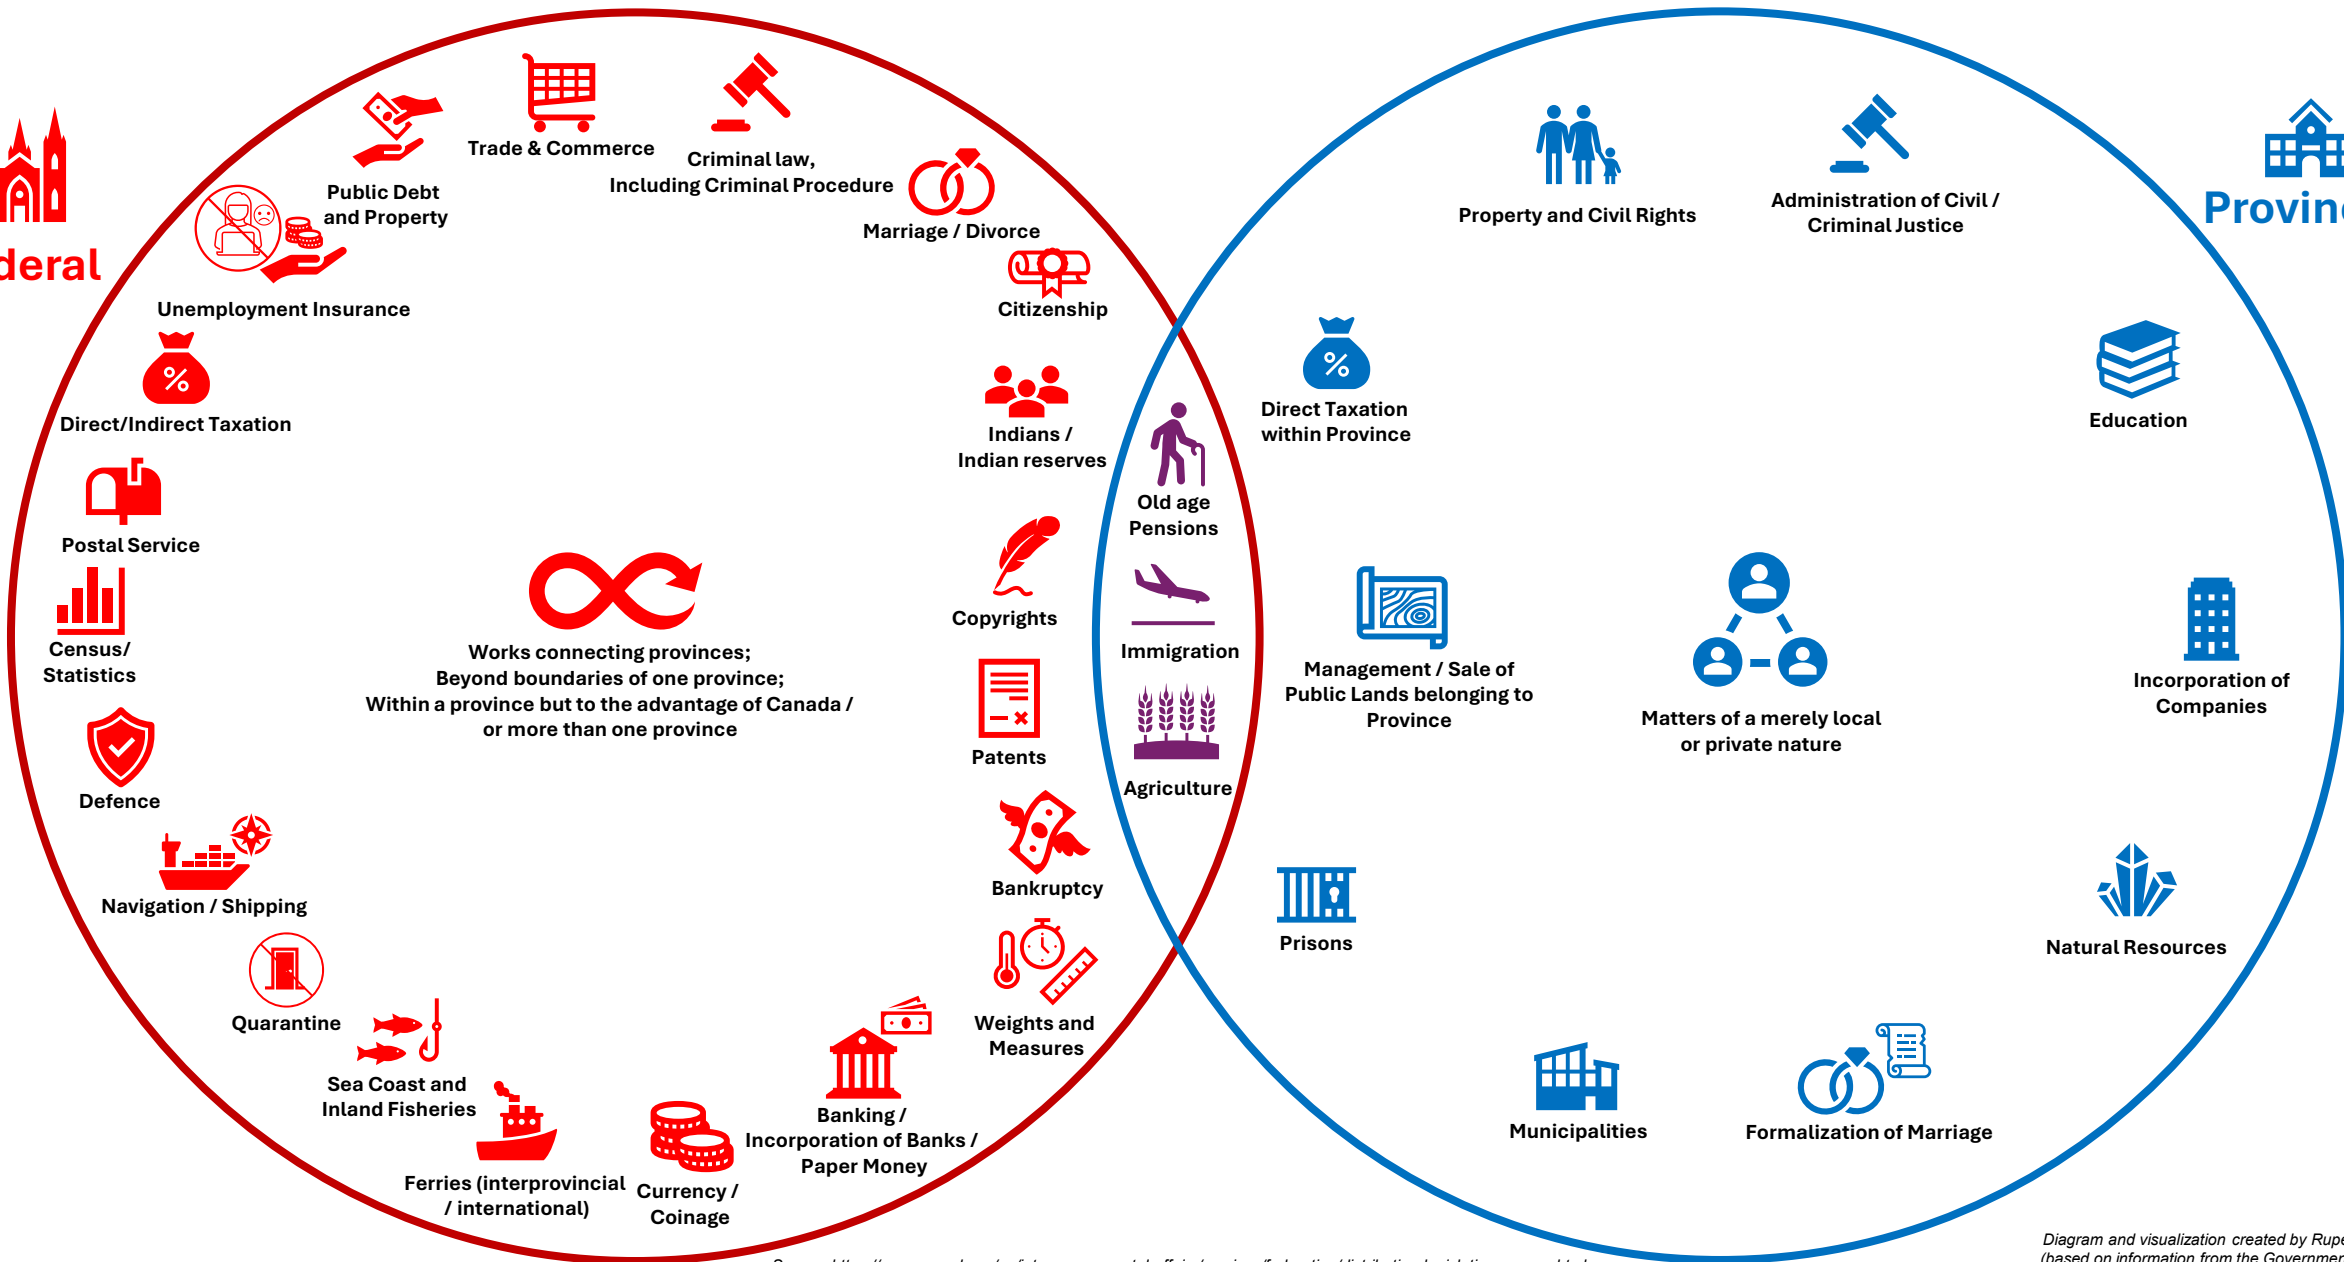 Federal
Public Debt
and Property
Trade & Commerce
Criminal law,
Including Criminal Procedure
Marriage / Divorce
Citizenship
Unemployment Insurance
Direct/Indirect Taxation
Indians /
Indian reserves
Postal Service
Copyrights
Census/
Statistics
Works connecting provinces;
Beyond boundaries of one province;
Within a province but to the advantage of Canada /
or more than one province
Patents
Defence
Bankruptcy
Navigation / Shipping
Quarantine
Weights and
Measures
Sea Coast and
Inland Fisheries
Ferries (interprovincial
/ international)
Currency /
Coinage
Banking /
Incorporation of Banks /
Paper Money
Old age
Pensions
Immigration
Agriculture
Property and Civil Rights
Administration of Civil /
Criminal Justice
Direct Taxation
within Province
Education
Management / Sale of
Public Lands belonging to
Province
Matters of a merely local
or private nature
Incorporation of
Companies
Prisons
Natural Resources
Municipalities
Formalization of Marriage
Diagram and visualization created by
(based on information from the